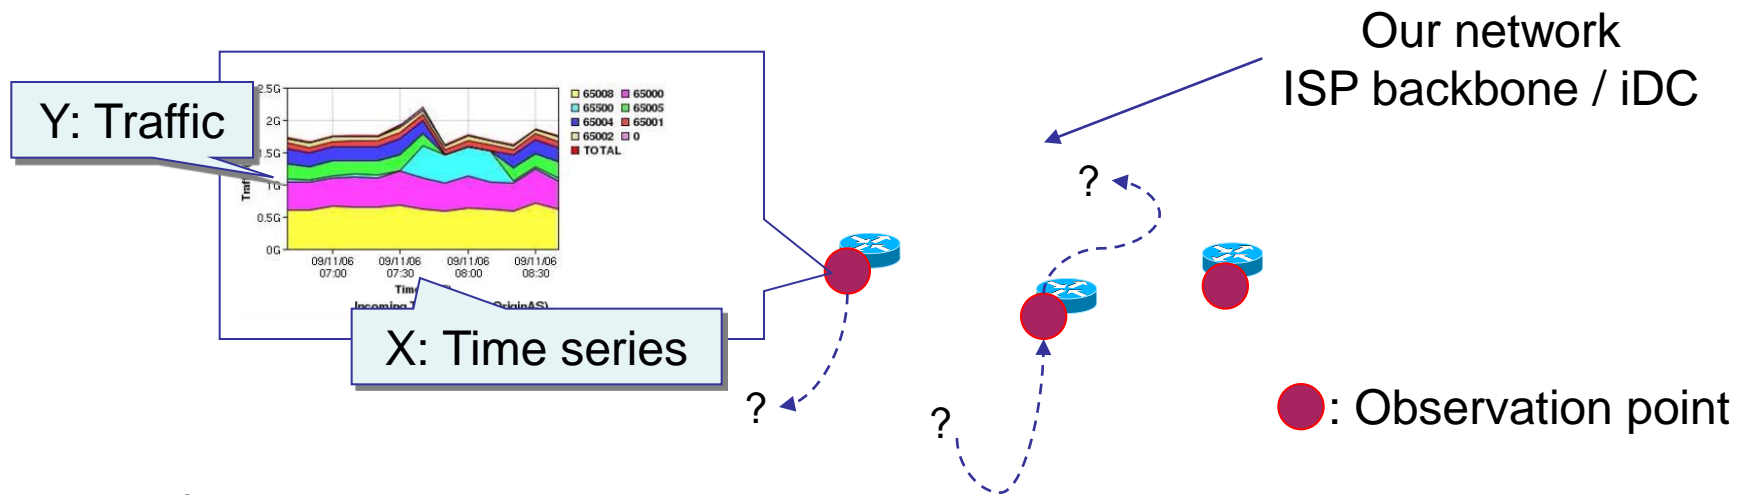 Our network
ISP backbone / iDC
Y: Traffic
2.5G
2G
1.5G
1G
0.5G
0G
65008 65000
65500 65005
65004 65001
65002 0
TOTAL
09/11/06 09/11/06 09/11/06 09/11/06
07:00 07:30 08:00 08:30
Incoming
OriginAS)
X: Time series
?
?
?
: Observation point